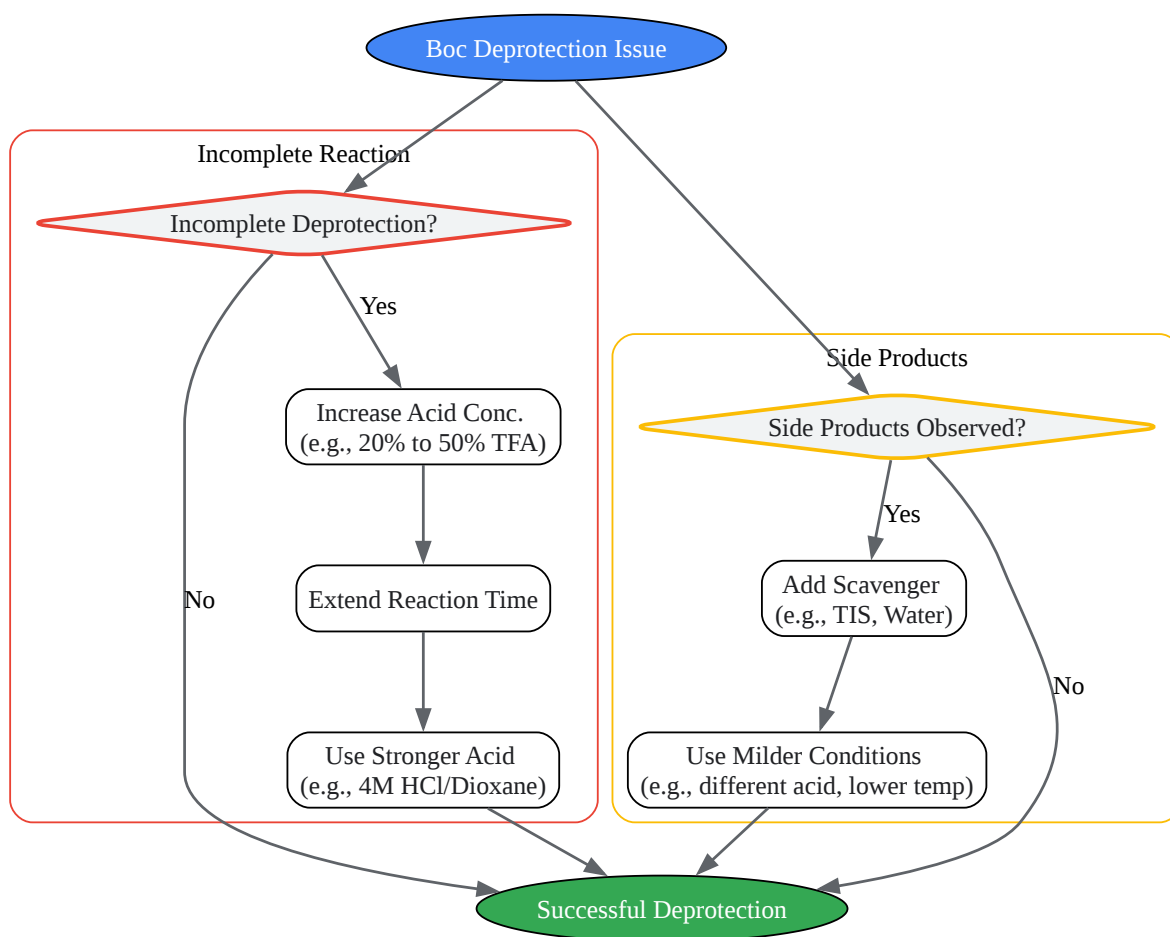 Boc Deprotection Issue
Incomplete Reaction
Incomplete Deprotection?
Yes
Increase Acid Conc.
(e.g., 20% to 50% TFA)
Extend Reaction Time
No
Use Stronger Acid
(e.g., 4M HCl/Dioxane)
Side Products
Side Products Observed?
Yes
Add Scavenger
(e.g., TIS, Water)
No
Use Milder Conditions
(e.g., different acid, lower temp)
Successful Deprotection